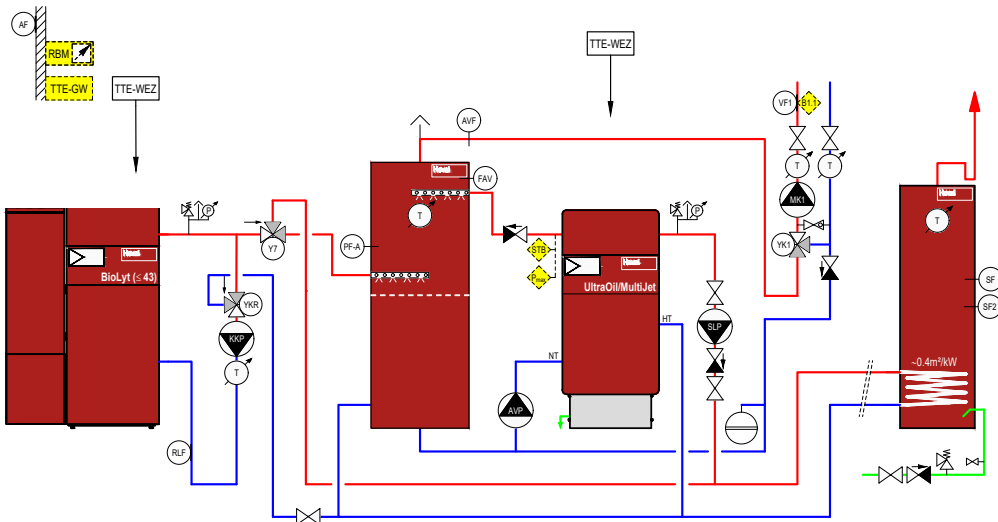 AF
RBM
TTE-GW
TTE-WEZ
TTE-WEZ
AVF
VF1
B1.1
T
T
P
P
FAV
T
MK1
T
Y7
PF-A
STB
YK1
BioLyt (≤ 43)
Pmax
UltraOil/MultiJet
SF
YKR
HT
SF2
KKP
SLP
NT
~0.4m²/kW
T
AVP
RLF